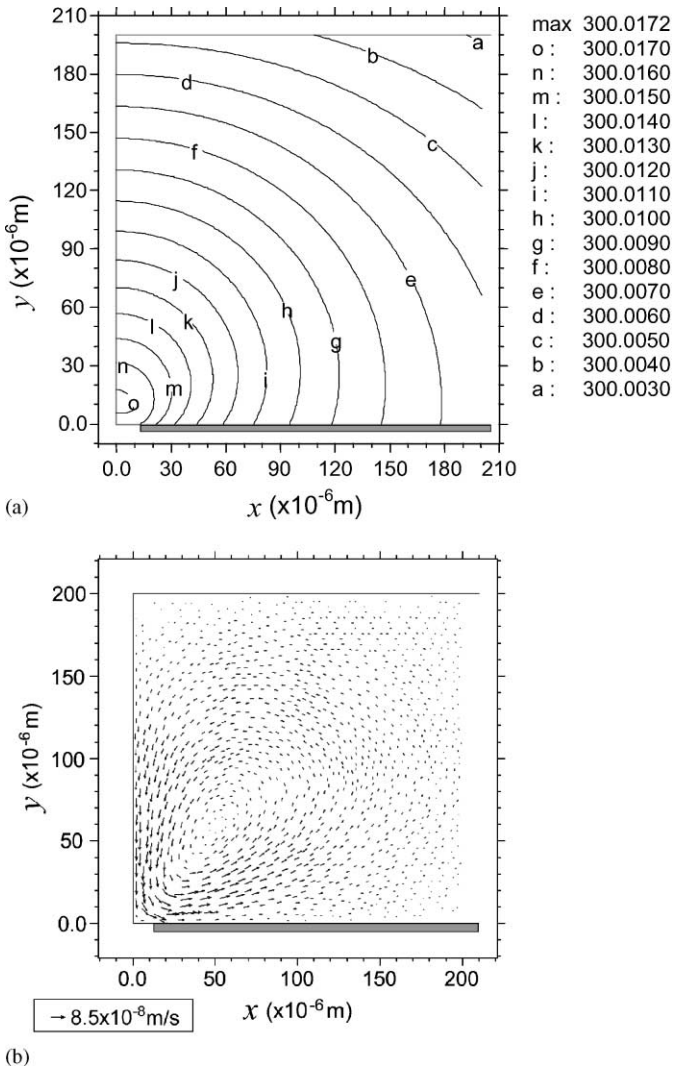 210
180
150
120
90
60
30
0.0
y (x10⁻⁶m)
a
b
d
c
f
e
j
h
k
g
l
n
m
i
o
0.0 30 60 90 120 150 180 210
x (x10⁻⁶m)
(a)
max 300.0172
o : 300.0170
n : 300.0160
m : 300.0150
l : 300.0140
k : 300.0130
j : 300.0120
i : 300.0110
h : 300.0100
g : 300.0090
f : 300.0080
e : 300.0070
d : 300.0060
c : 300.0050
b : 300.0040
a : 300.0030
200
150
100
50
0.0
y (x10⁻⁶m)
0.0 50 100 150 200
x (x10⁻⁶m)
→ 8.5x10⁻⁸m/s
(b)